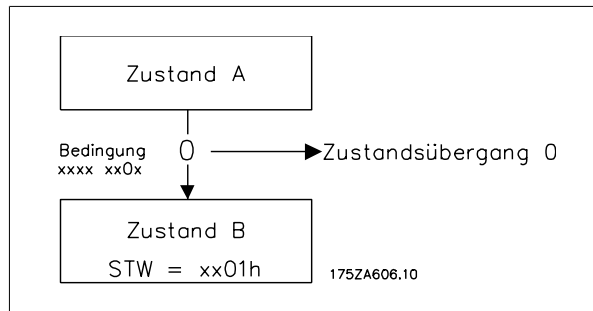 Zustand A
Bedingung
xxxx xx0x
0
Zustandsübergang 0
Zustand B
STW = xx01h
175ZA606.10